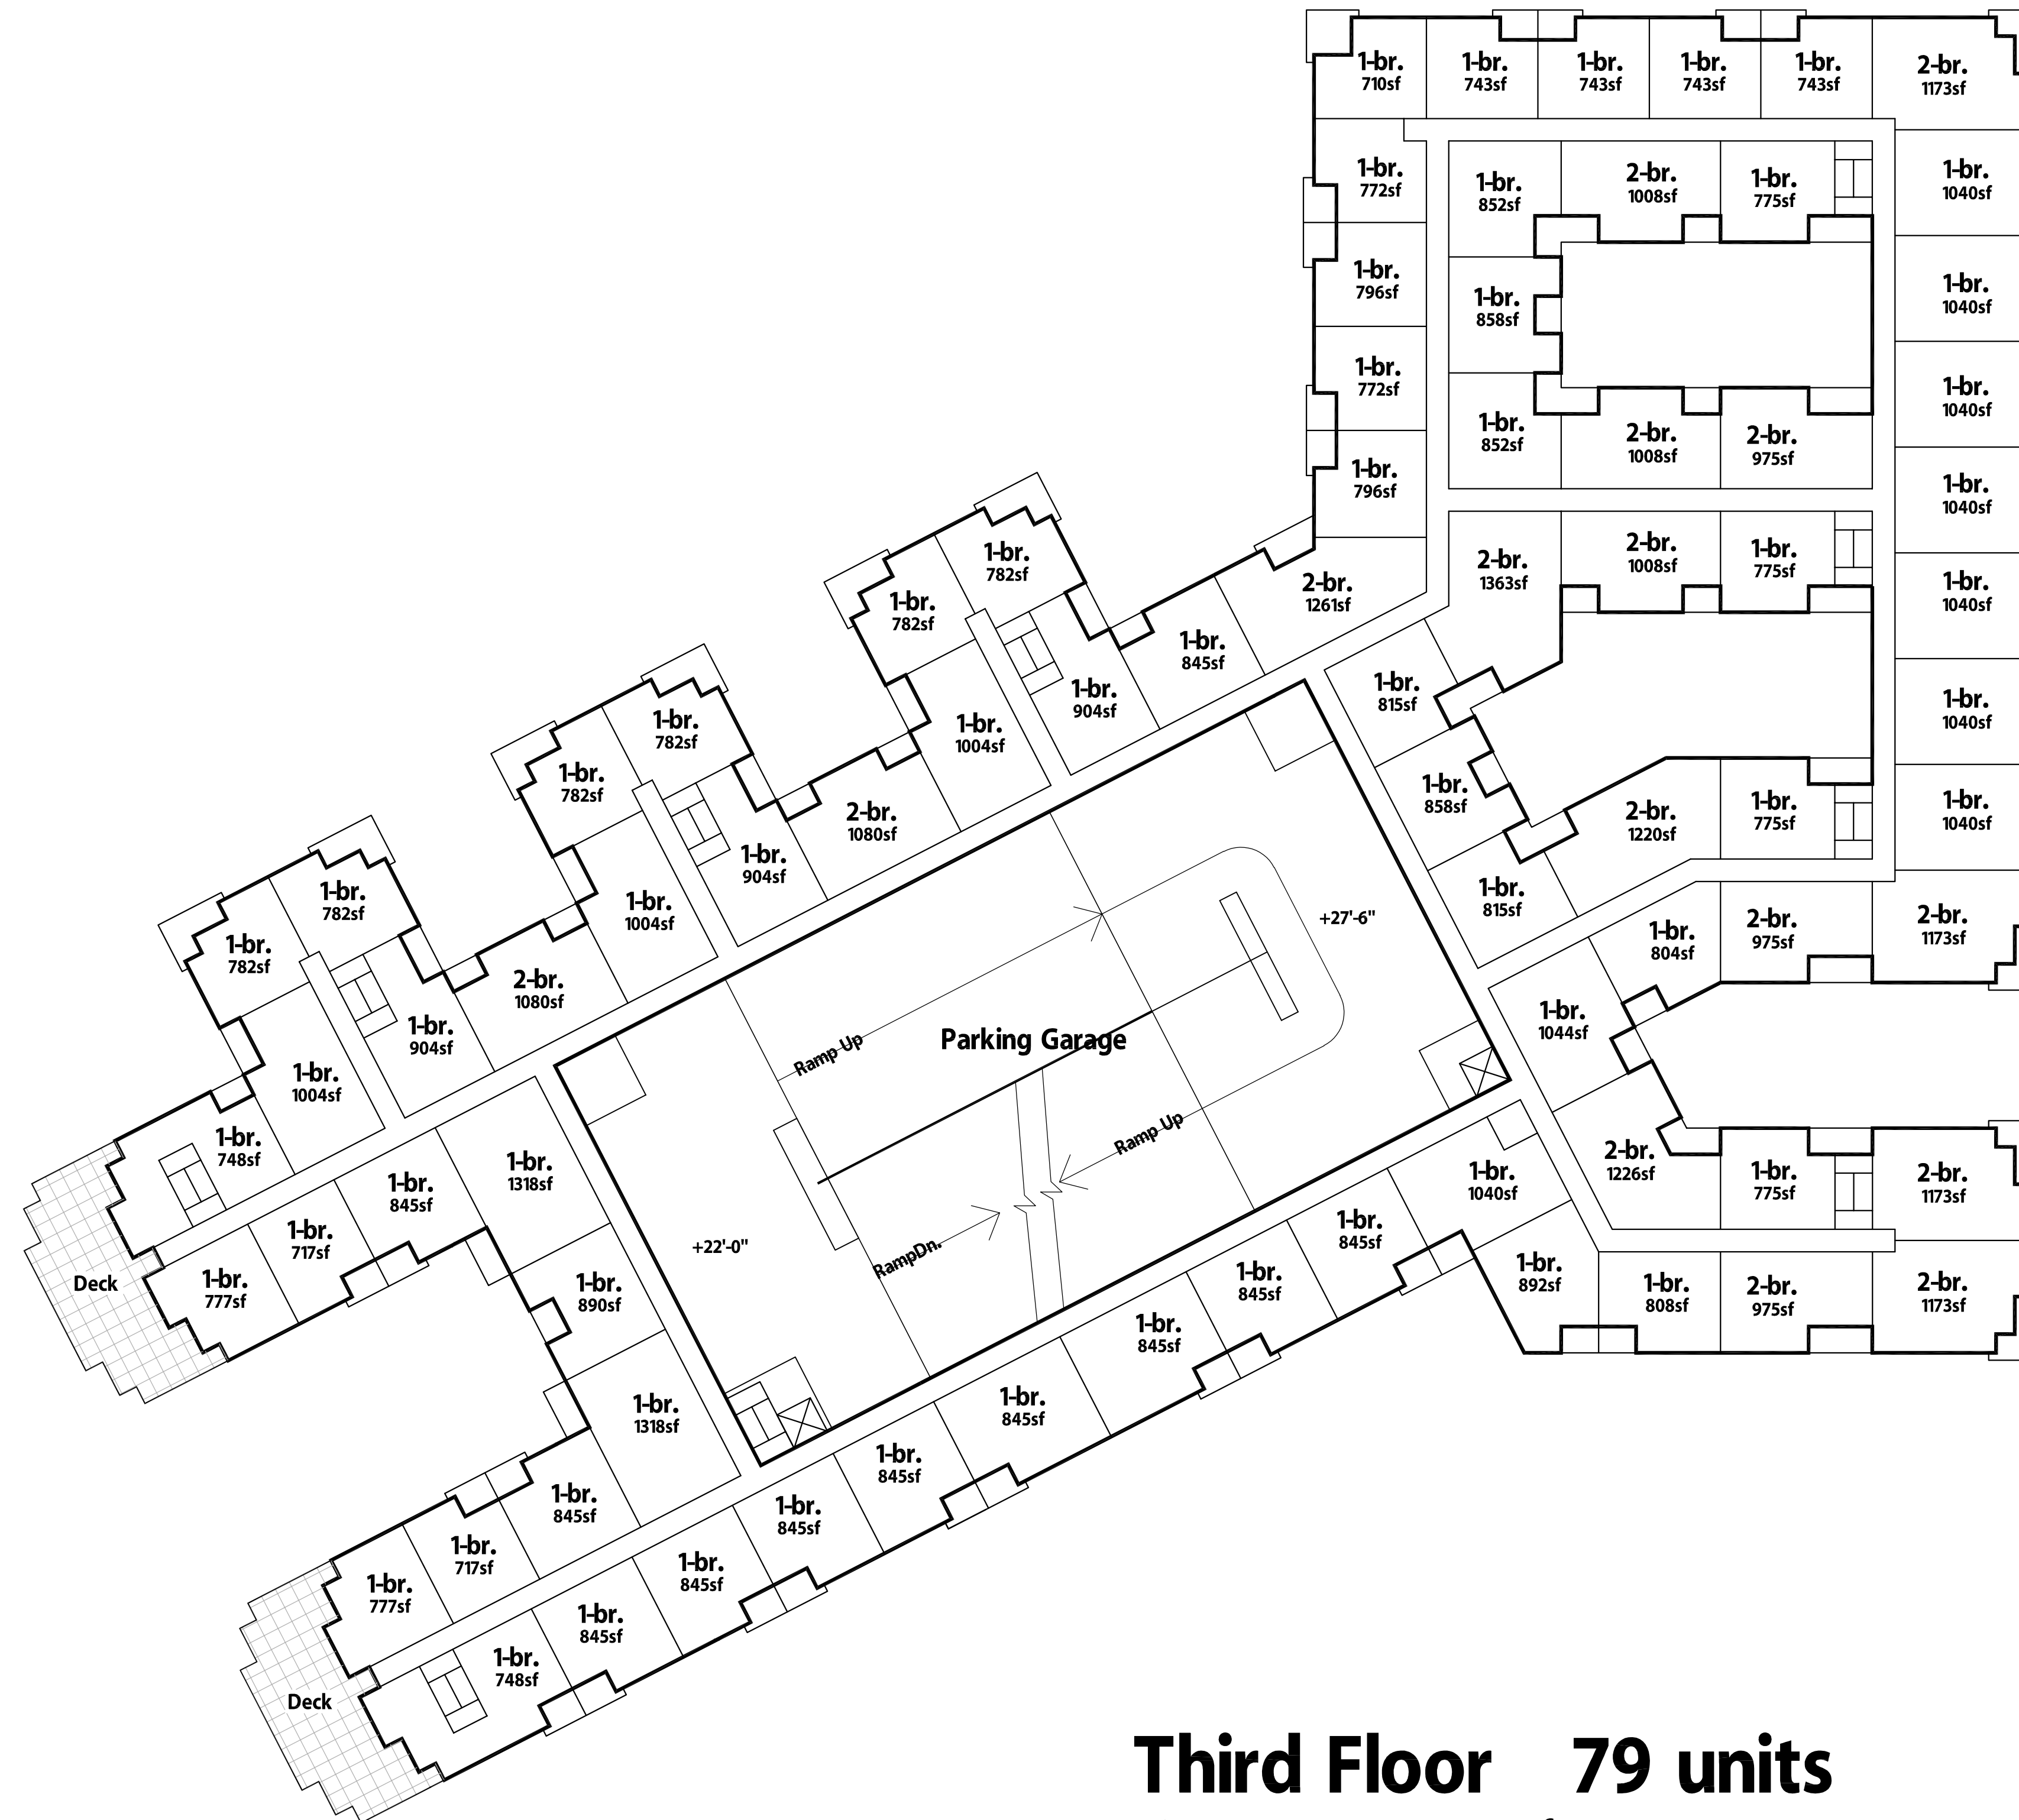 1-br.
710sf
1-br.
743sf
1-br.
743sf
1-br.
743sf
1-br.
743sf
2-br.
1173sf
1-br.
772sf
1-br.
852sf
2-br.
1008sf
1-br.
775sf
1-br.
1040sf
1-br.
796sf
1-br.
858sf
1-br.
1040sf
1-br.
772sf
1-br.
852sf
2-br.
1008sf
2-br.
975sf
1-br.
1040sf
1-br.
796sf
1-br.
1040sf
2-br.
1363sf
2-br.
1008sf
1-br.
775sf
1-br.
1040sf
1-br.
782sf
1-br.
782sf
2-br.
1261sf
1-br.
845sf
1-br.
904sf
1-br.
1004sf
1-br.
815sf
1-br.
1040sf
1-br.
782sf
1-br.
782sf
2-br.
1080sf
1-br.
904sf
1-br.
1004sf
1-br.
858sf
2-br.
1220sf
1-br.
775sf
1-br.
1040sf
1-br.
815sf
1-br.
782sf
1-br.
782sf
2-br.
1080sf
1-br.
904sf
1-br.
1004sf
+27'-6"
1-br.
804sf
2-br.
975sf
2-br.
1173sf
1-br.
1044sf
Ramp Up
Parking Garage
Ramp Up
RampDn.
+22'-0"
1-br.
748sf
1-br.
845sf
1-br.
1318sf
1-br.
717sf
1-br.
777sf
Deck
1-br.
890sf
1-br.
1318sf
2-br.
1226sf
1-br.
775sf
2-br.
1173sf
1-br.
1040sf
1-br.
892sf
1-br.
808sf
2-br.
975sf
2-br.
1173sf
1-br.
845sf
1-br.
845sf
1-br.
845sf
1-br.
845sf
1-br.
845sf
1-br.
845sf
1-br.
845sf
1-br.
845sf
1-br.
845sf
1-br.
717sf
1-br.
777sf
1-br.
748sf
Deck
Third Floor 79 units